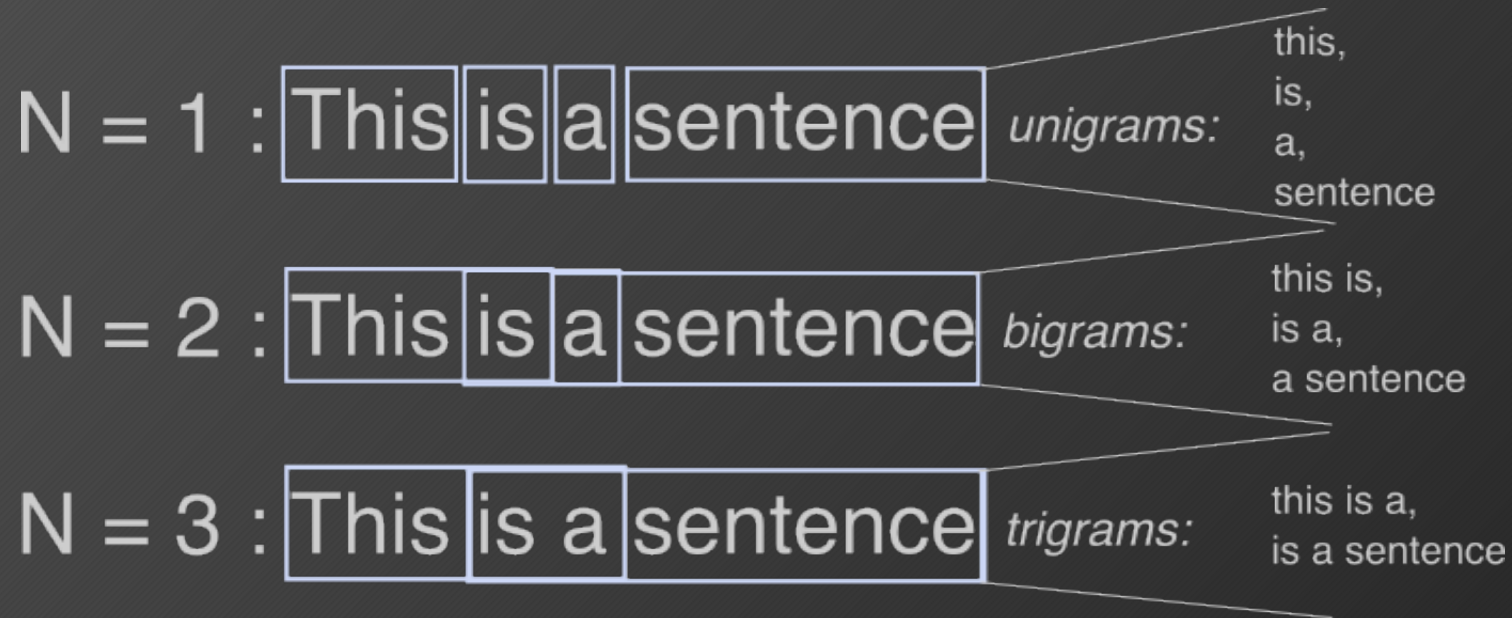 N = 1 : This is a sentence unigrams:
this,
is,
a,
sentence
N = 2 : This is a sentence bigrams:
this is,
is a,
a sentence
N = 3 : This is a sentence trigrams:
this is a,
is a sentence